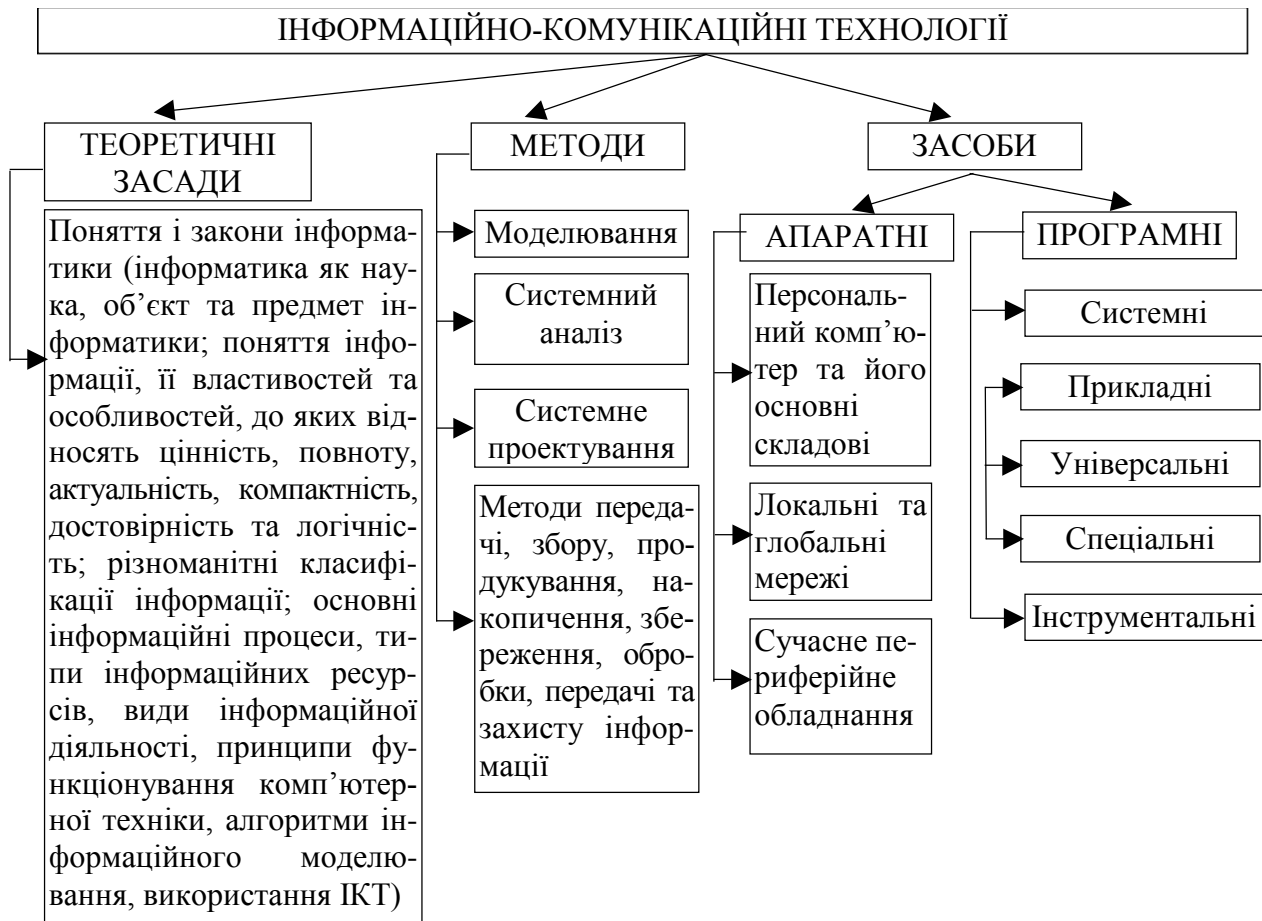 ІНФОРМАЦІЙНО-КОМУНІКАЦІЙНІ ТЕХНОЛОГІЇ
ТЕОРЕТИЧНІ
ЗАСАДИ
Поняття і закони інформа-
тики (інформатика як нау-
ка, об’єкт та предмет ін-
форматики; поняття інфо-
рмації, її властивостей та
особливостей, до яких від-
носять цінність, повноту,
актуальність, компактність,
достовірність та логічніс-
ть; різноманітні класифі-
кації інформації; основні
інформаційні процеси, ти-
пи інформаційних ресур-
сів, види інформаційної
діяльності, принципи фу-
нкціонування комп’ютер-
ної техніки, алгоритми ін-
формаційного моделю-
вання, використання ІКТ)
МЕТОДИ
Моделювання
Системний
аналіз
Системне
проектування
Методи переда-
чі, збору, про-
дукування, на-
копичення, збе-
реження, обро-
бки, передачі та
захисту інфор-
мації
ЗАСОБИ
АПАРАТНІ
Персональ-
ний комп’ю-
тер та його
основні
складові
Локальні та
глобальні
мережі
Сучасне пе-
риферійне
обладнання
ПРОГРАМНІ
Системні
Прикладні
Універсальні
Спеціальні
Інструментальні